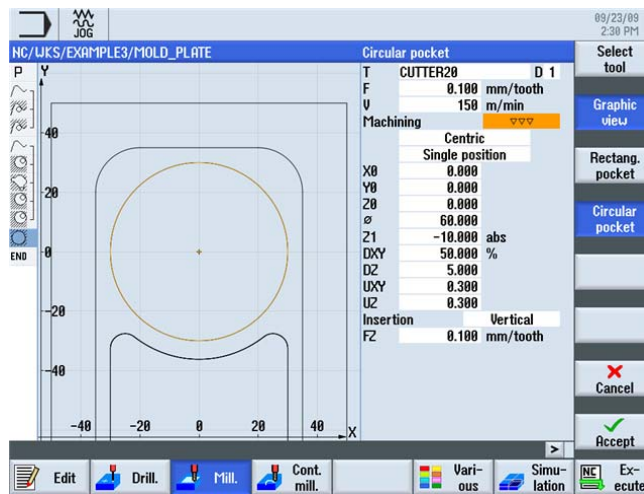 JOG
09/23/09
2:30 PM
NC/WKS/EXAMPLE3/MOLD_PLATE
Circular pocket
Select tool
P
Y
T CUTTER20 D 1
F 0.100 mm/tooth
V 150 m/min
Machining ▽▽▽
Centric
Single position
X0 0.000
Y0 0.000
Z0 0.000
ø 60.000
Z1 -10.000 abs
DXY 50.000 %
DZ 5.000
UXY 0.300
UZ 0.300
Insertion Vertical
FZ 0.100 mm/tooth
Graphic view
Rectang. pocket
Circular pocket
Cancel
Accept
END
40
20
0
-20
-40
-40 -20 0 20 40 X
>
Edit
Drill.
Mill.
Cont. mill.
Vari-
ous
Simu-
lation
NC
Ex-
ecute